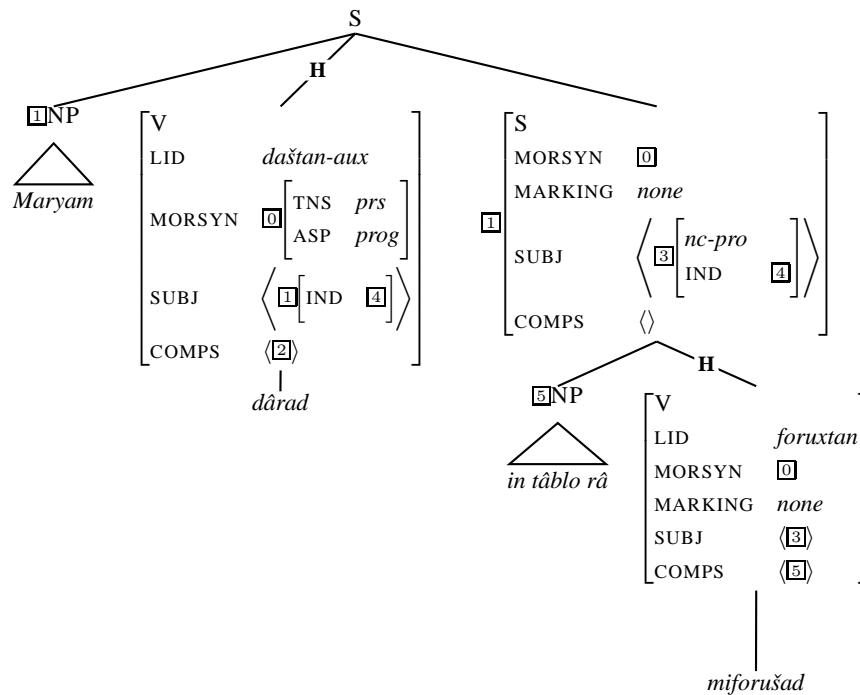 S
H
1NP
Maryam
V
LID daštan-aux
MORSYN 0 TNS prs
ASP prog
SUBJ ⟨1[IND 4]⟩
COMPS ⟨2⟩
dârad
1
S
MORSYN 0
MARKING none
SUBJ ⟨3[nc-pro
IND 4]⟩
COMPS ⟨⟩
H
5NP
in tâblo râ
V
LID foruxtan
MORSYN 0
MARKING none
SUBJ ⟨3⟩
COMPS ⟨5⟩
miforušad